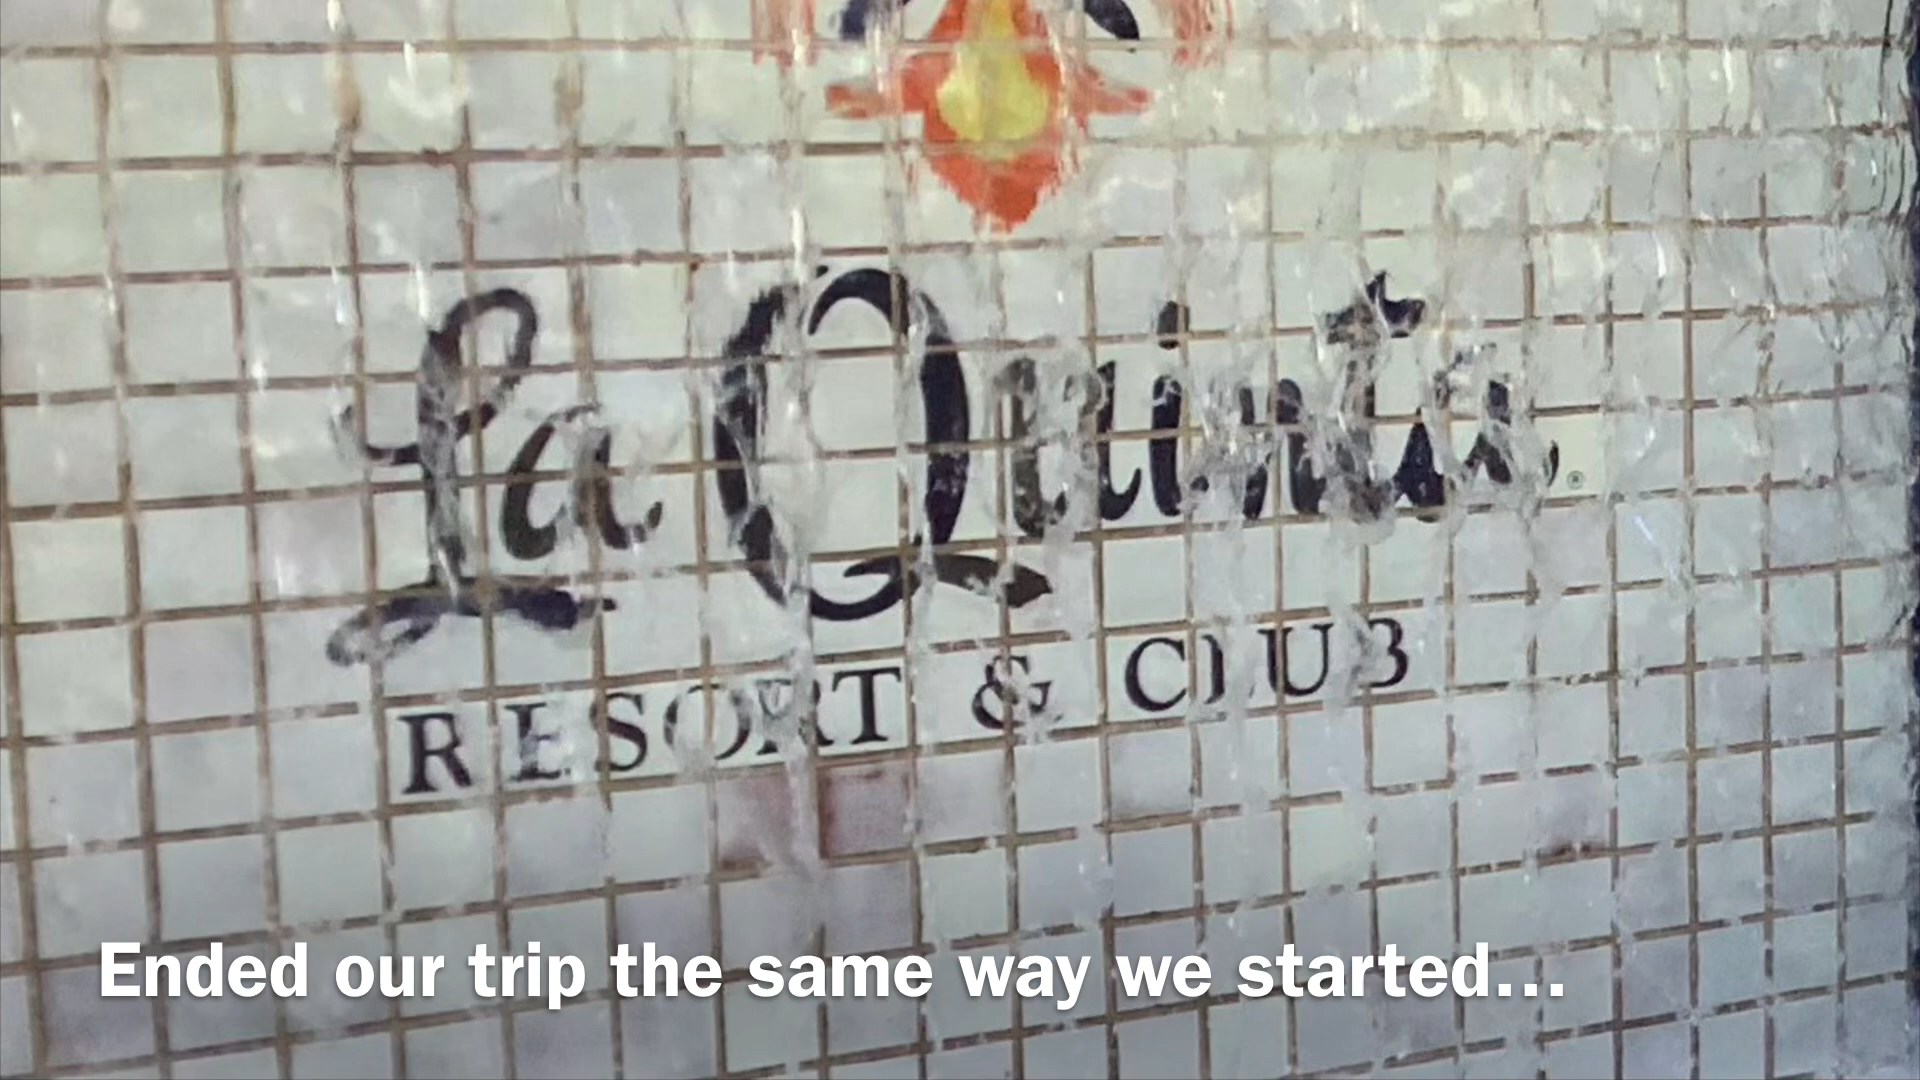 La Quinta®
RESORT & CLUB
Ended our trip the same way we started...